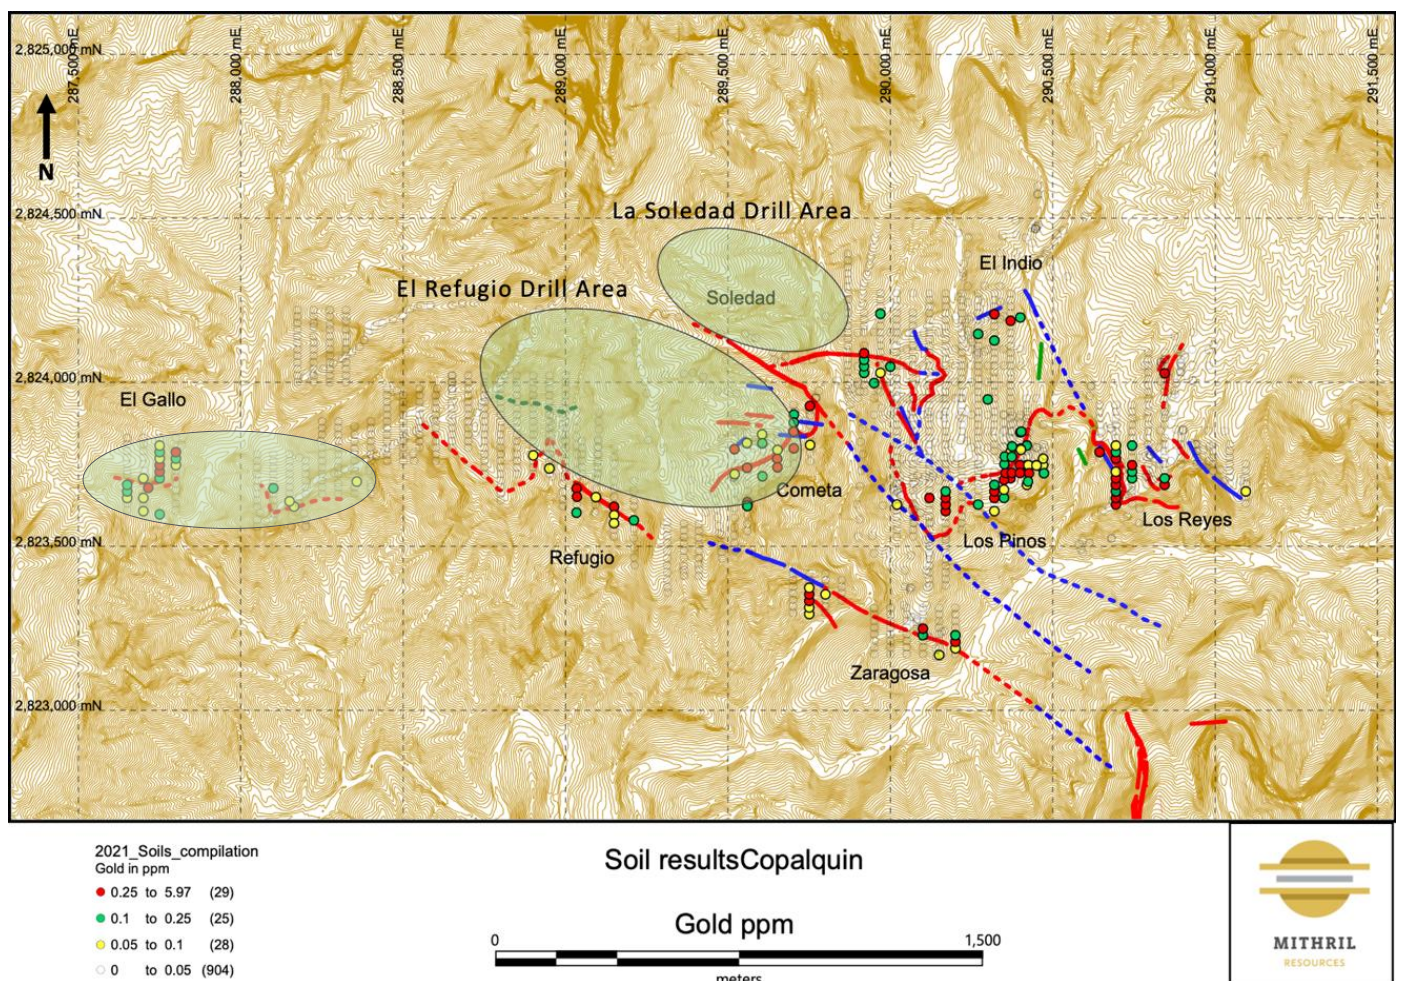 287,500 mE
288,000 mE
288,500 mE
289,000 mE
289,500 mE
290,000 mE
290,500 mE
291,000 mE
291,500 mE
2,825,000 mN
N
2,824,500 mN
La Soledad Drill Area
El Indio
El Refugio Drill Area
Soledad
2,824,000 mN
El Gallo
Cometa
Los Reyes
2,823,500 mN
Los Pinos
Refugio
Zaragosa
2,823,000 mN
2021_Soils_compilation
Gold in ppm
0.25 to 5.97 (29)
0.1 to 0.25 (25)
0.05 to 0.1 (28)
0 to 0.05 (904)
Soil resultsCopalquin
Gold ppm
0 1,500
meters
MITHRIL
RESOURCES